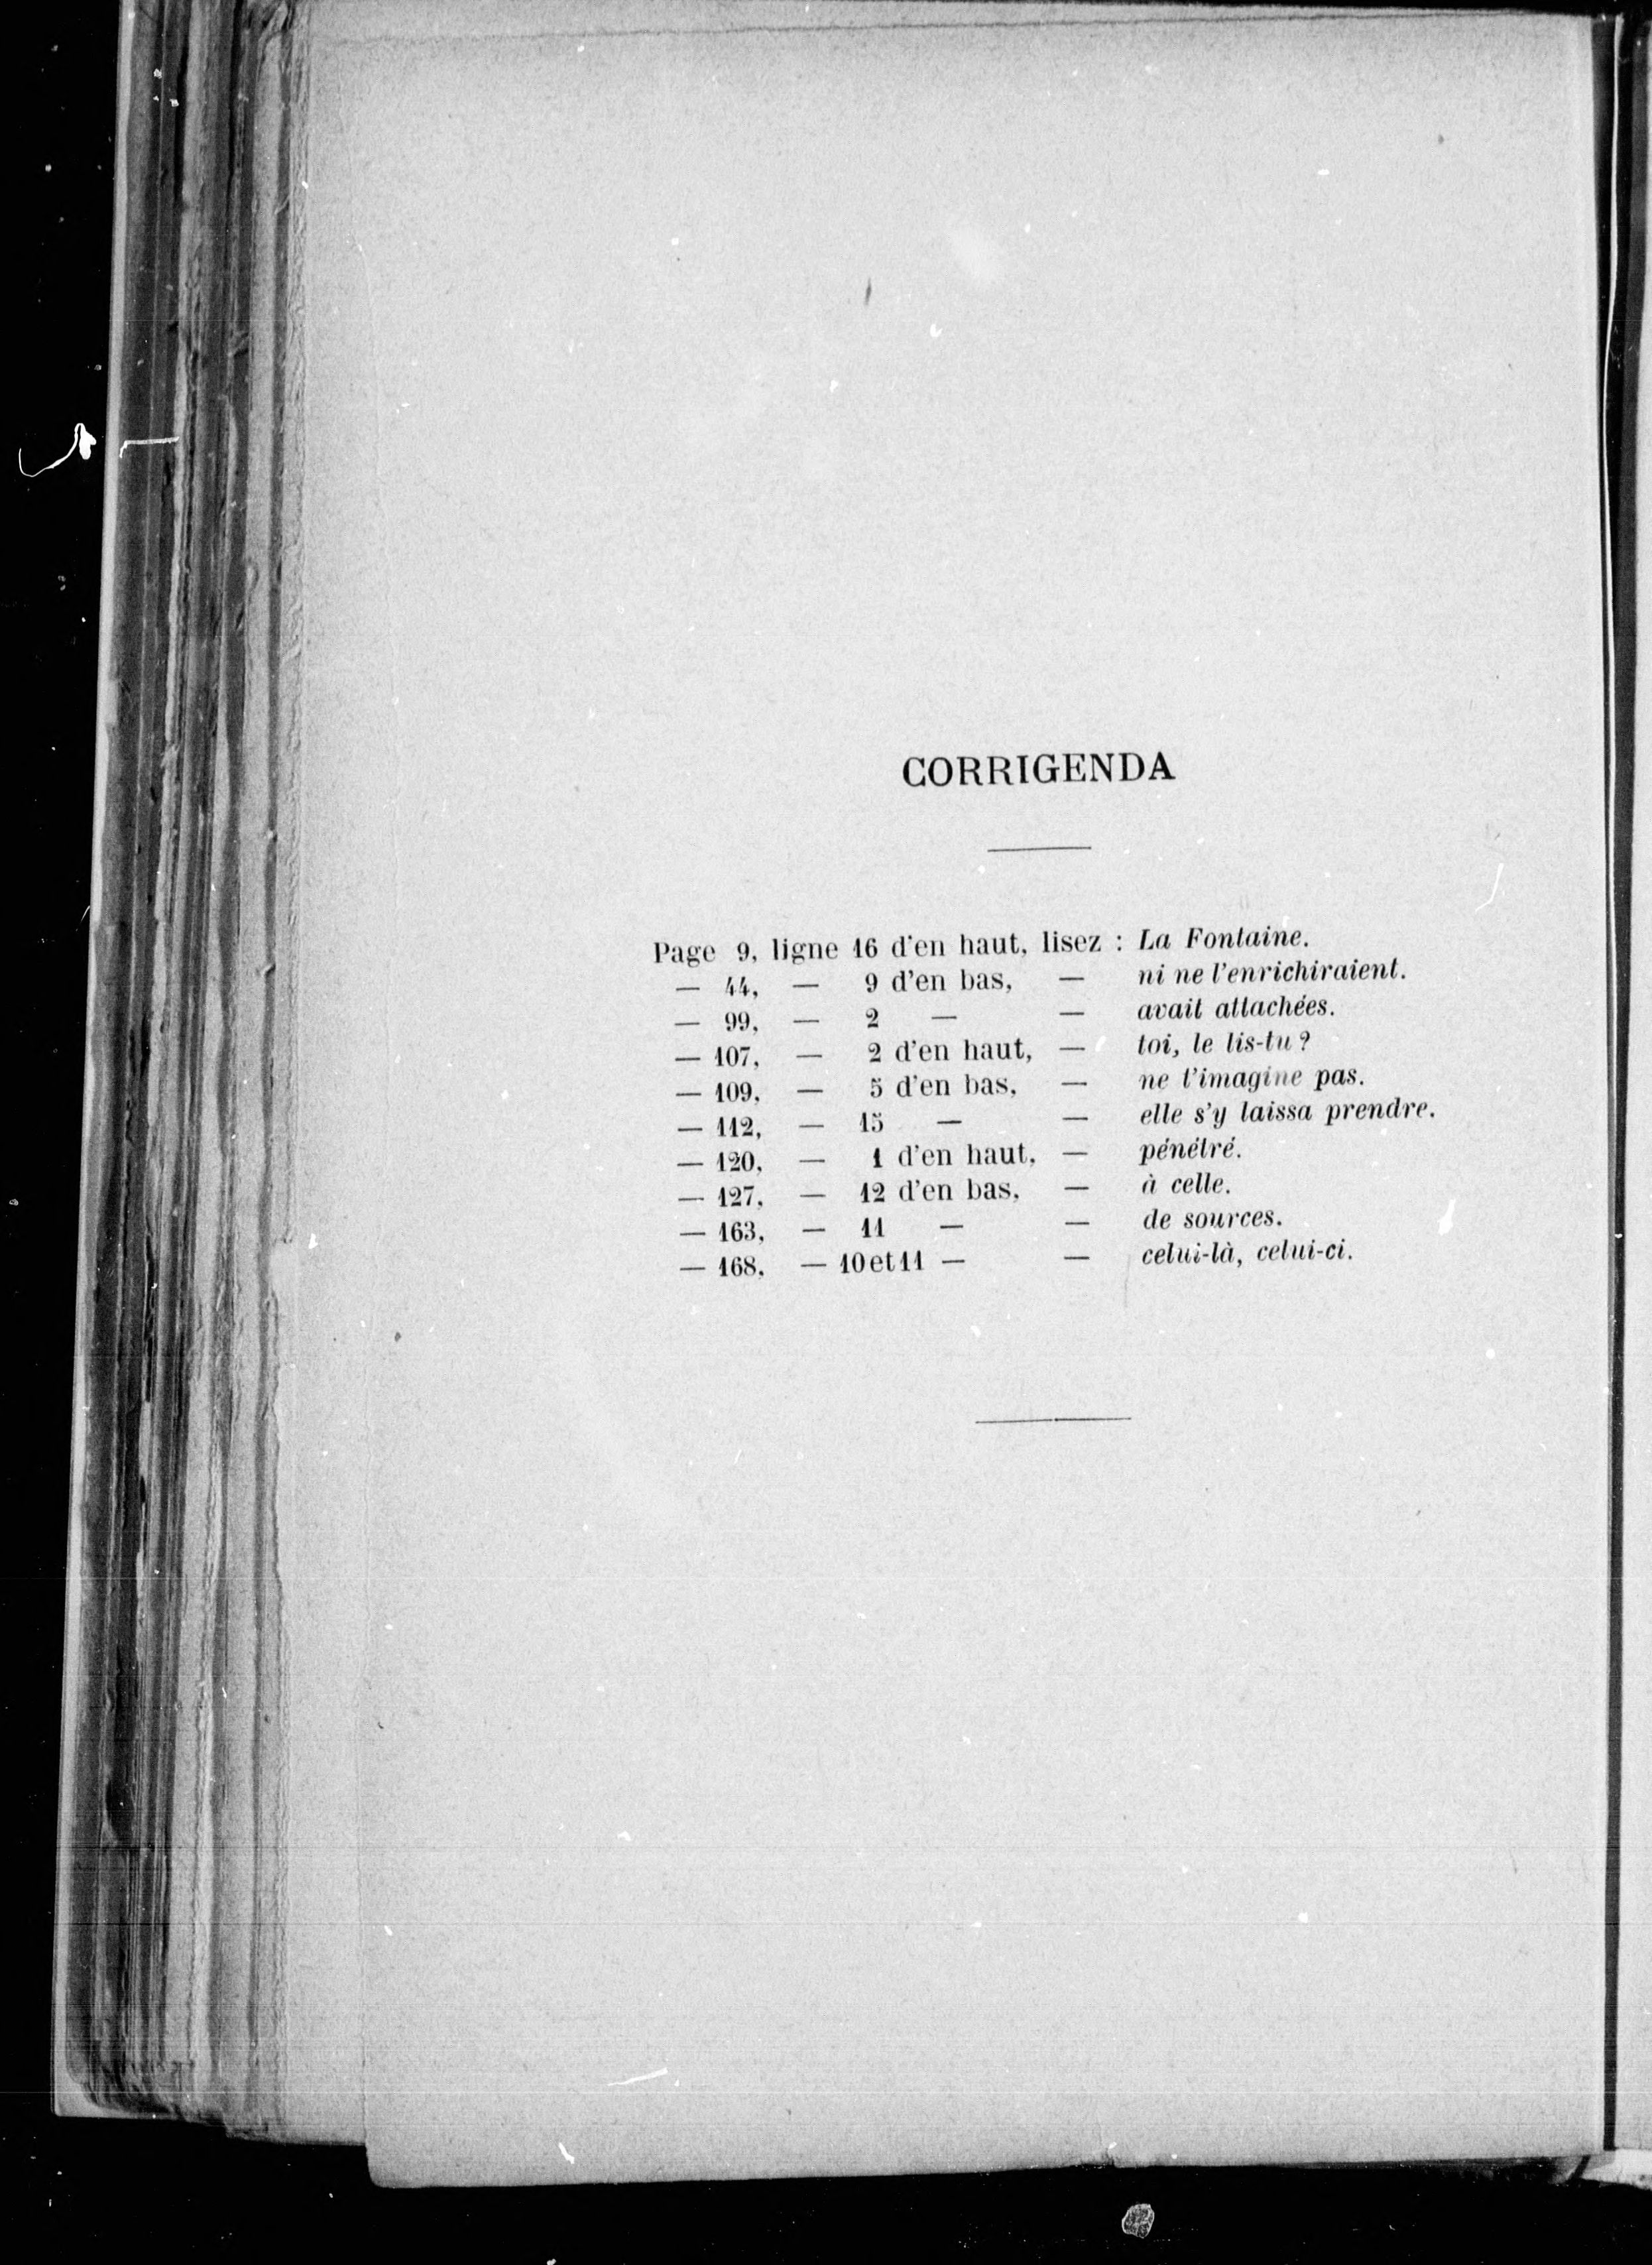 CORRIGENDA
Page 9, ligne 16 d'en haut, lisez : La Fontaine.
— 44, — 9 d'en bas, — ni ne l'enrichiraient.
— 99, — 2 — — avait attachées.
— 107, — 2 d'en haut, — toi, le lis-tu ?
— 109, — 5 d'en bas, — ne t'imagine pas.
— 112, — 15 — — elle s'y laissa prendre.
— 120, — 1 d'en haut, — pénétré.
— 127, — 12 d'en bas, — à celle.
— 163, — 11 — — de sources.
— 168, — 10 et 11 — — celui-là, celui-ci.